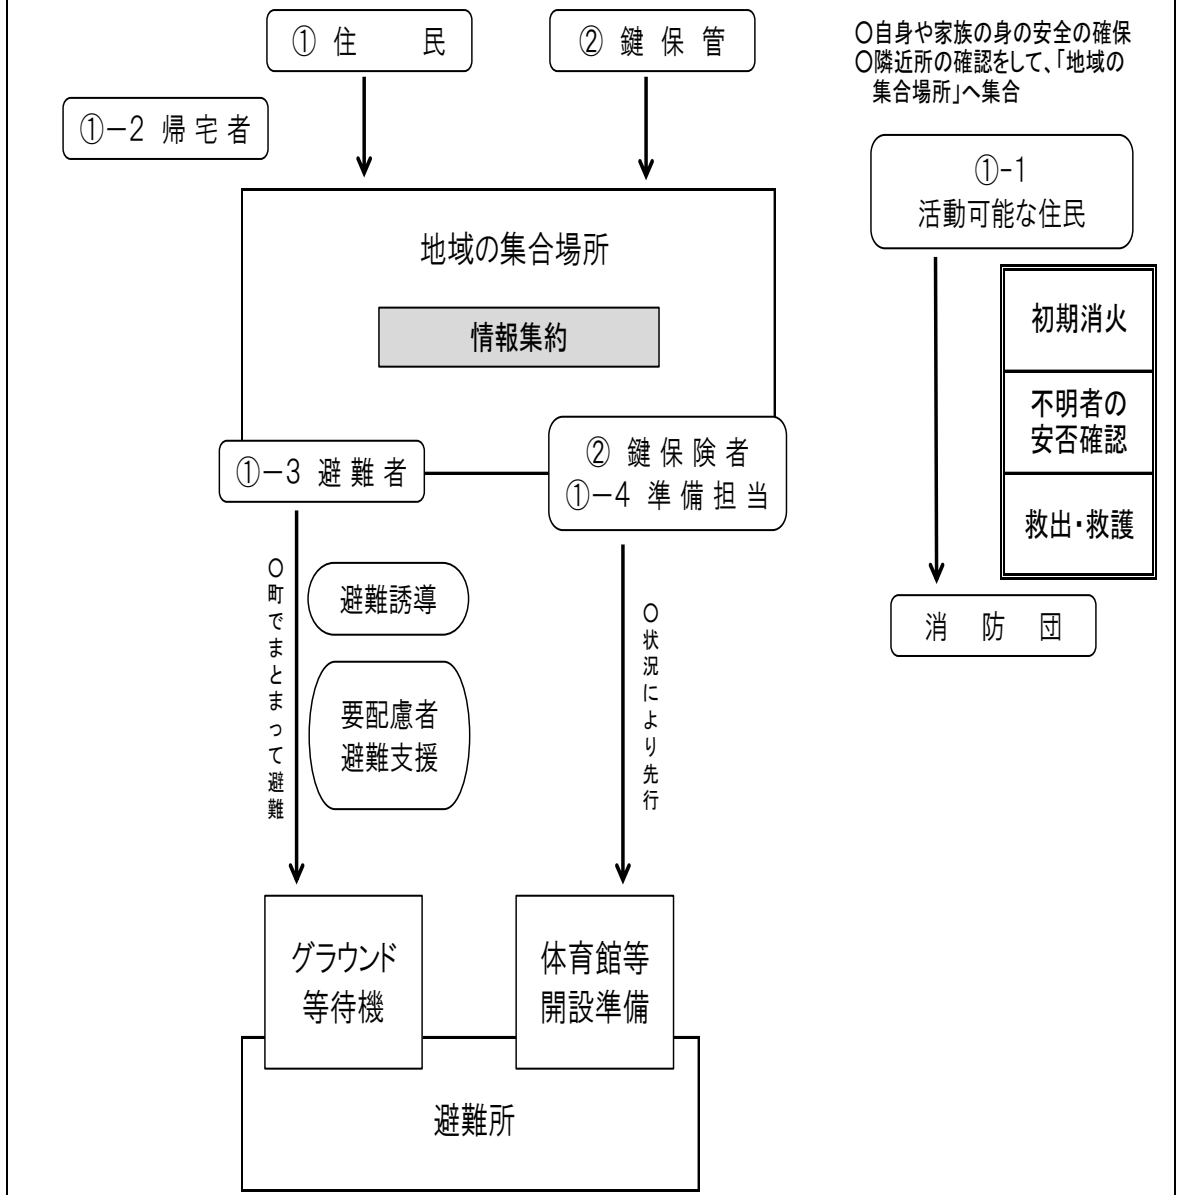 ① 住 民
② 鍵 保 管
〇自身や家族の身の安全の確保
〇隣近所の確認をして、「地域の
集合場所」へ集合
①－2 帰 宅 者
①-1
活動可能な住民
地域の集合場所
情報集約
初期消火
不明者の
安否確認
救出・救護
①－3 避 難 者
② 鍵 保 険 者
①－4 準 備 担 当
〇町でまとまって避難
避難誘導
要配慮者
避難支援
〇状況により先行
消 防 団
グラウンド
等待機
体育館等
開設準備
避難所